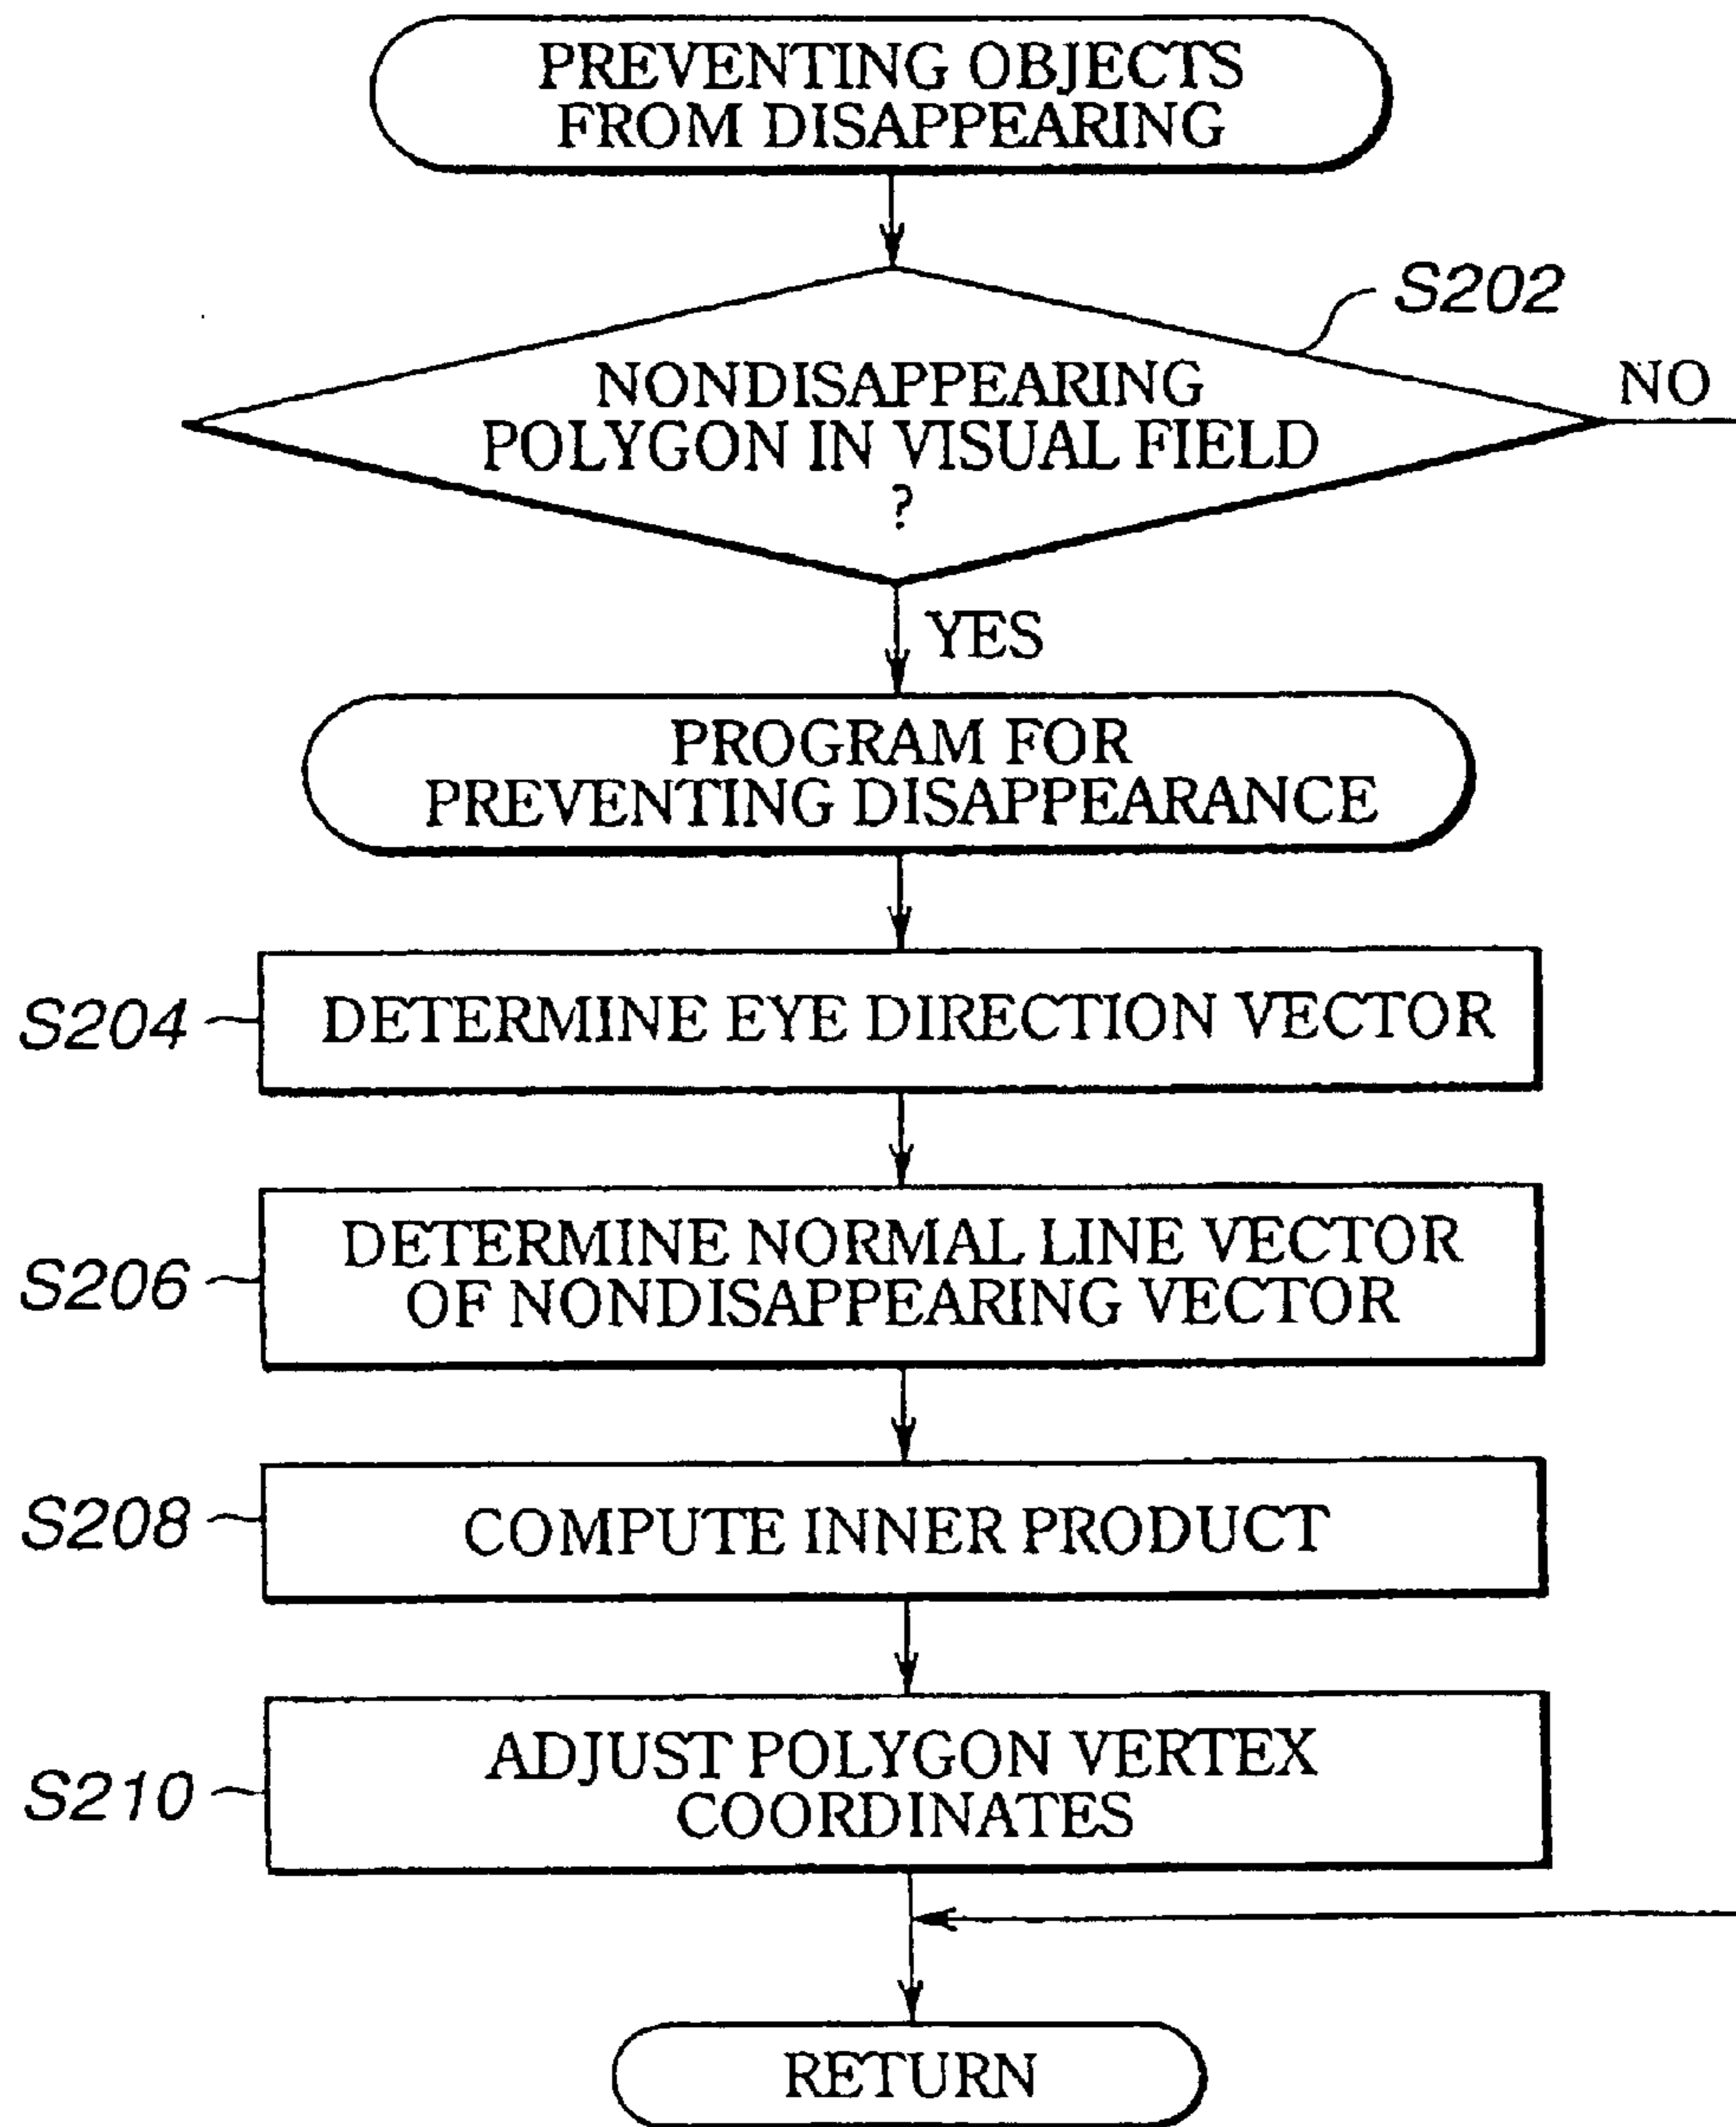 PREVENTING OBJECTS
FROM DISAPPEARING
S202
NONDISAPPEARING
POLYGON IN VISUAL FIELD
?
NO
YES
PROGRAM FOR
PREVENTING DISAPPEARANCE
S204
DETERMINE EYE DIRECTION VECTOR
S206
DETERMINE NORMAL LINE VECTOR
OF NONDISAPPEARING VECTOR
S208
COMPUTE INNER PRODUCT
S210
ADJUST POLYGON VERTEX
COORDINATES
RETURN